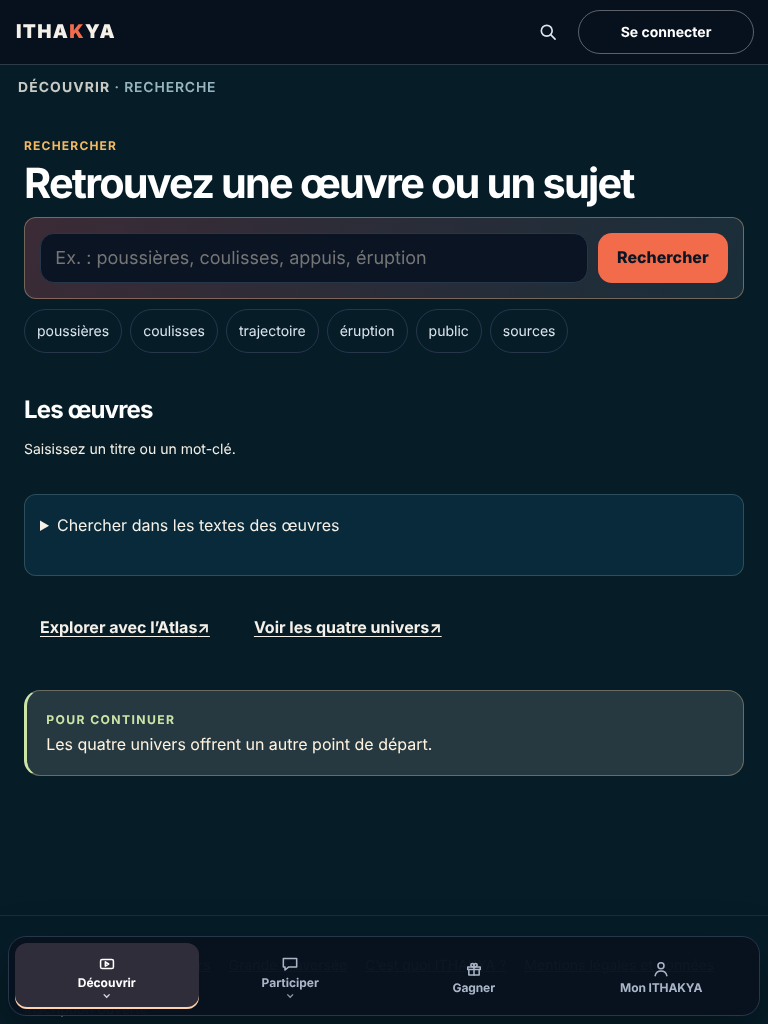 ITHAKYA
Se connecter
DÉCOUVRIR · RECHERCHE
RECHERCHER
Retrouvez une œuvre ou un sujet
Ex. : poussières, coulisses, appuis, éruption
Rechercher
poussières
coulisses
trajectoire
éruption
public
sources
Les œuvres
Saisissez un titre ou un mot-clé.
Chercher dans les textes des œuvres
Explorer avec l’Atlas↗
Voir les quatre univers↗
POUR CONTINUER
Les quatre univers offrent un autre point de départ.
Découvrir
Participer
Gagner
Mon ITHAKYA